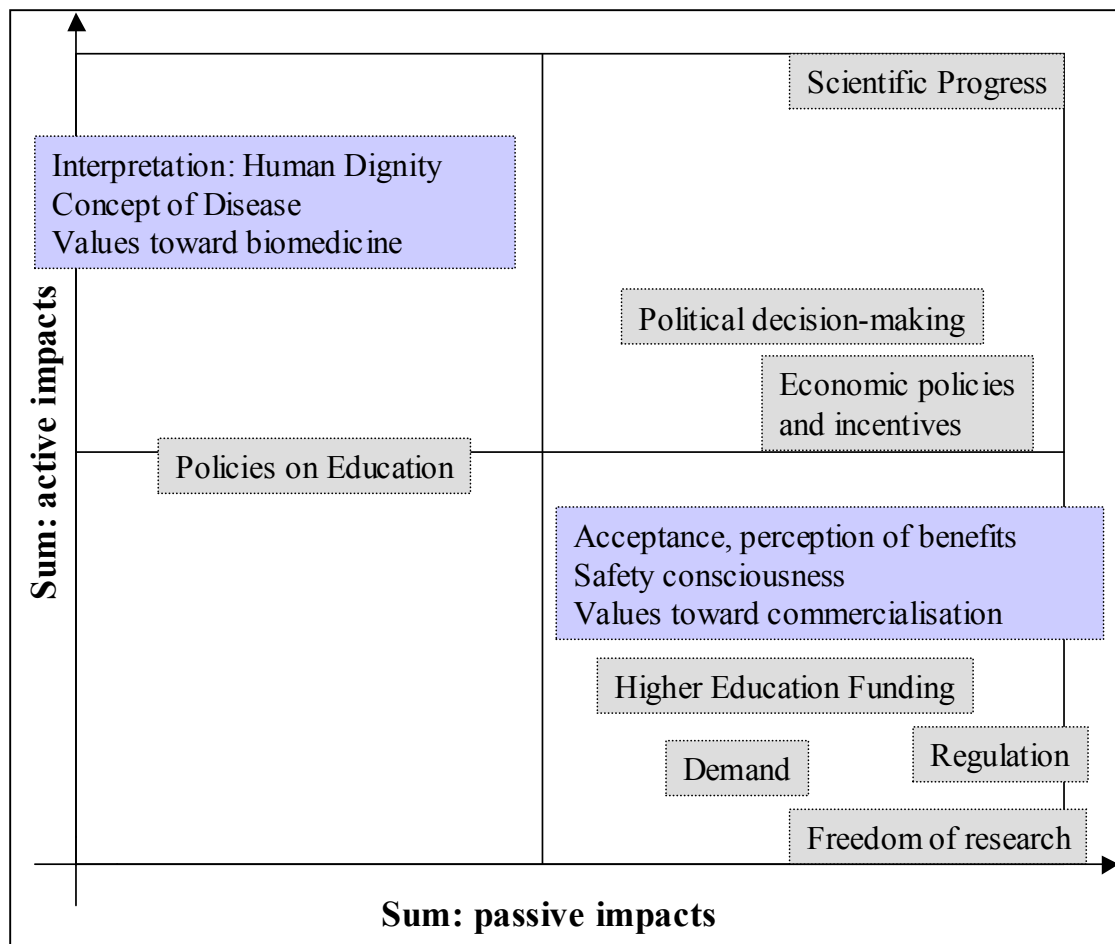 Scientific Progress
Interpretation: Human Dignity
Concept of Disease
Values toward biomedicine
Political decision-making
Economic policies
and incentives
Policies on Education
Sum: active impacts
Acceptance, perception of benefits
Safety consciousness
Values toward commercialisation
Higher Education Funding
Regulation
Demand
Freedom of research
Sum: passive impacts